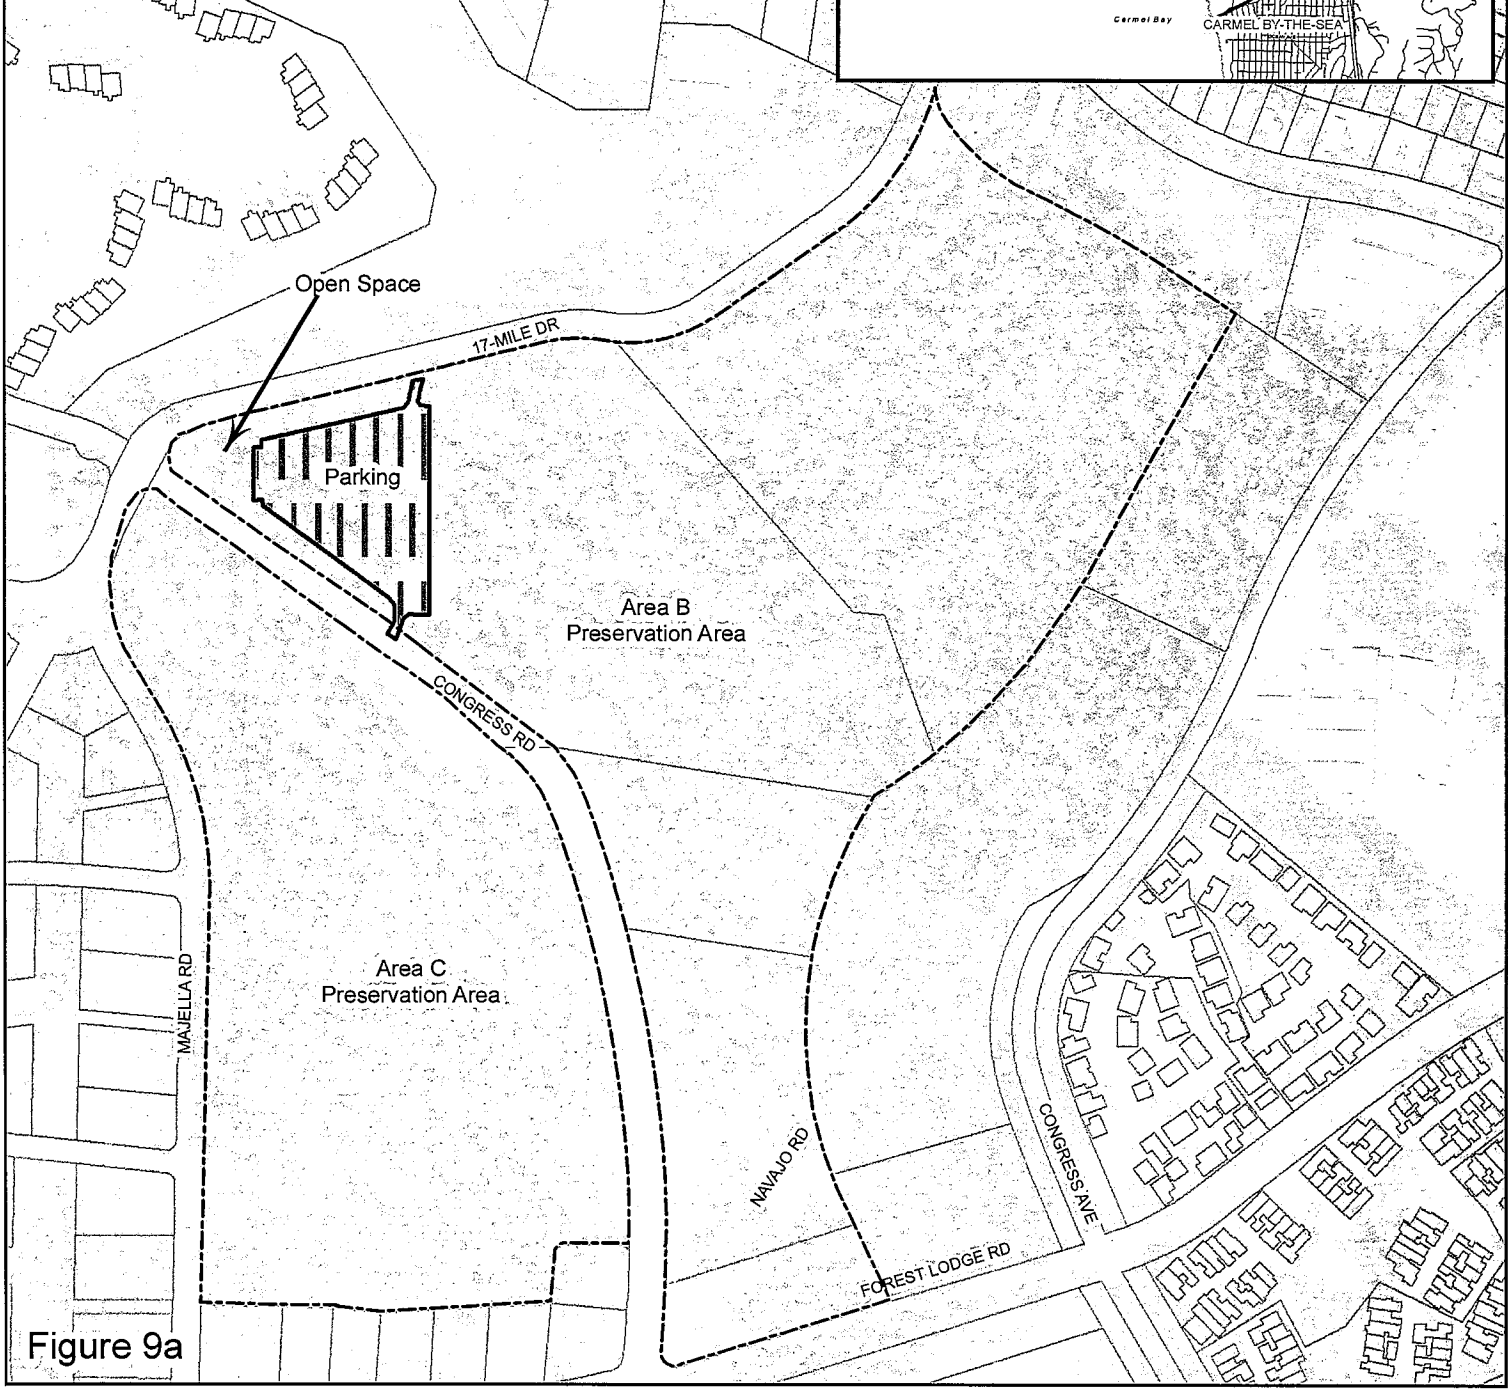 Carmel Bay
CARMEL BY-THE-SEA
Open Space
17-MILE DR
Parking
Area B
Preservation Area
CONGRESS RD
Area C
Preservation Area
MAJELLA RD
NAVAJO RD
CONGRESS AVE
FOREST LODGE RD
Figure 9a